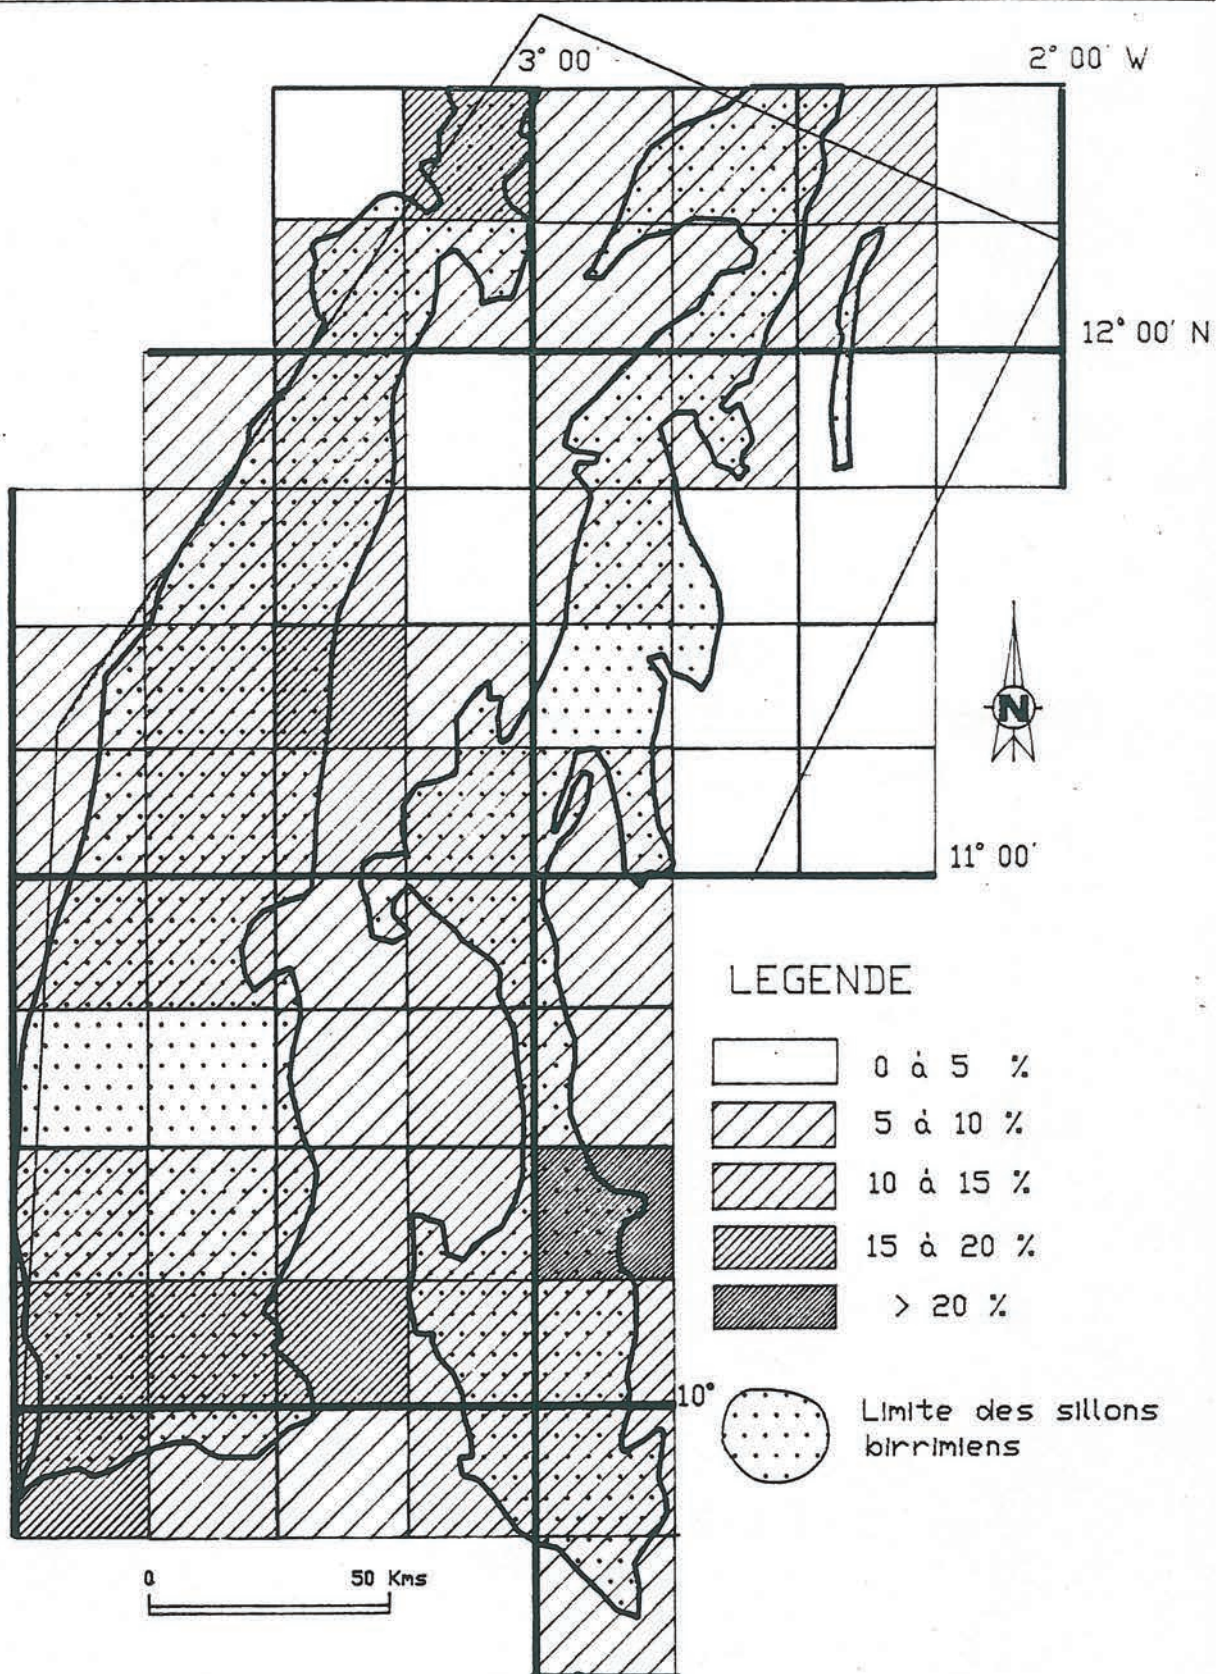 3° 00'
2° 00' W
12° 00' N
N
11° 00'
LEGENDE
0 à 5 %
5 à 10 %
10 à 15 %
15 à 20 %
> 20 %
10°
Limite des sillons
birrimiens
0 50 Kms